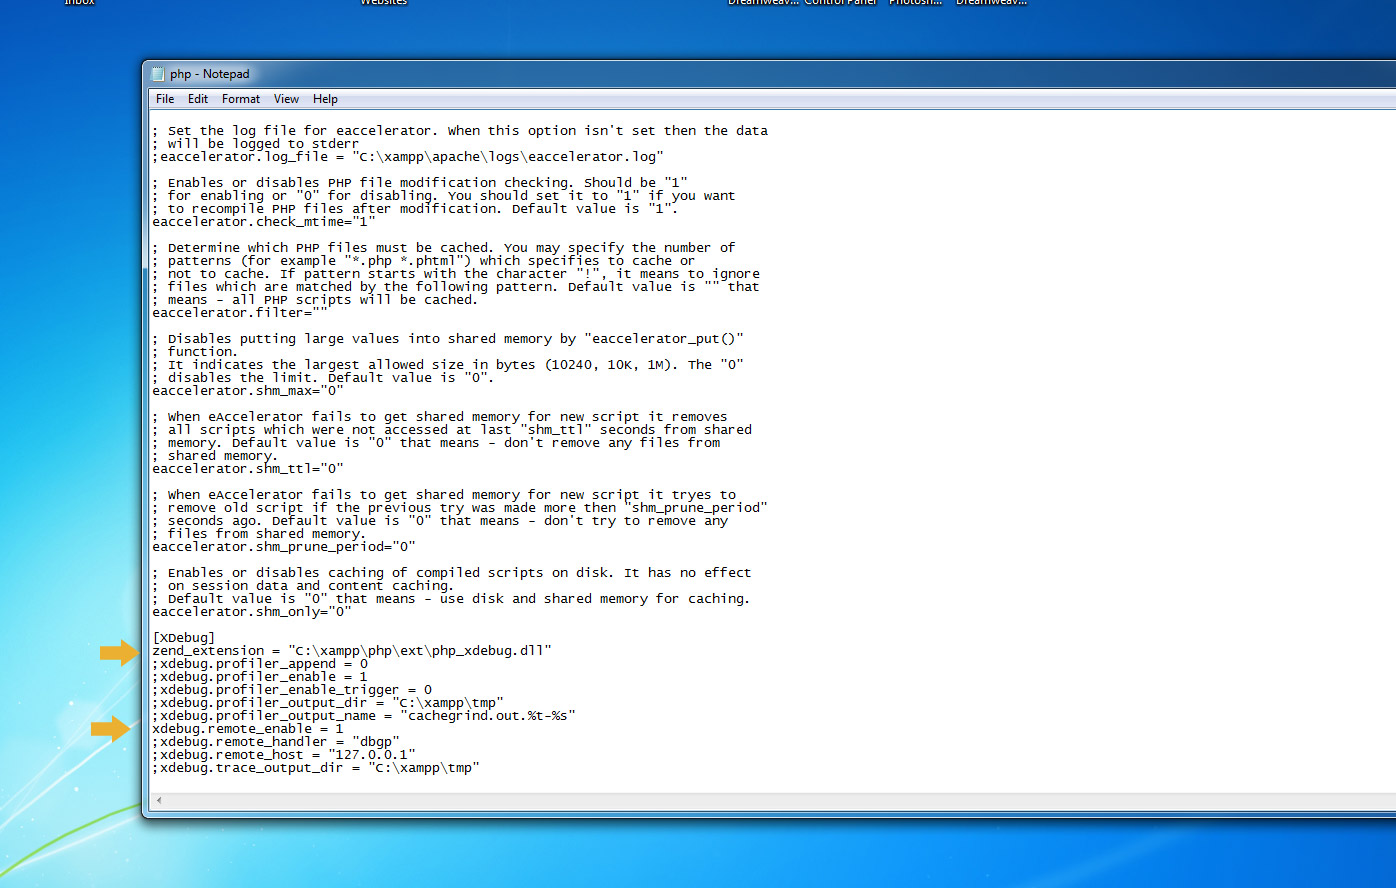 Inbox
Websites
Dreamweav... Control Panel Photosh... Dreamweav...
php - Notepad
File Edit Format View Help
; Set the log file for eaccelerator. When this option isn't set then the data
; will be logged to stderr
;eaccelerator.log_file = "C:\xampp\apache\logs\eaccelerator.log"
; Enables or disables PHP file modification checking. Should be "1"
; for enabling or "0" for disabling. You should set it to "1" if you want
; to recompile PHP files after modification. Default value is "1".
eaccelerator.check_mtime="1"
; Determine which PHP files must be cached. You may specify the number of
; patterns (for example "*.php *.phtml") which specifies to cache or
; not to cache. If pattern starts with the character "!", it means to ignore
; files which are matched by the following pattern. Default value is "" that
; means - all PHP scripts will be cached.
eaccelerator.filter=""
; Disables putting large values into shared memory by "eaccelerator_put()"
; function.
; It indicates the largest allowed size in bytes (10240, 10K, 1M). The "0"
; disables the limit. Default value is "0".
eaccelerator.shm_max="0"
; When eAccelerator fails to get shared memory for new script it removes
; all scripts which were not accessed at last "shm_ttl" seconds from shared
; memory. Default value is "0" that means - don't remove any files from
; shared memory.
eaccelerator.shm_ttl="0"
; When eAccelerator fails to get shared memory for new script it tryes to
; remove old script if the previous try was made more then "shm_prune_period"
; seconds ago. Default value is "0" that means - don't try to remove any
; files from shared memory.
eaccelerator.shm_prune_period="0"
; Enables or disables caching of compiled scripts on disk. It has no effect
; on session data and content caching.
; Default value is "0" that means - use disk and shared memory for caching.
eaccelerator.shm_only="0"
[XDebug]
zend_extension = "C:\xampp\php\ext\php_xdebug.dll"
;xdebug.profiler_append = 0
;xdebug.profiler_enable = 1
;xdebug.profiler_enable_trigger = 0
;xdebug.profiler_output_dir = "C:\xampp\tmp"
;xdebug.profiler_output_name = "cachegrind.out.%t-%s"
xdebug.remote_enable = 1
;xdebug.remote_handler = "dbgp"
;xdebug.remote_host = "127.0.0.1"
;xdebug.trace_output_dir = "C:\xampp\tmp"